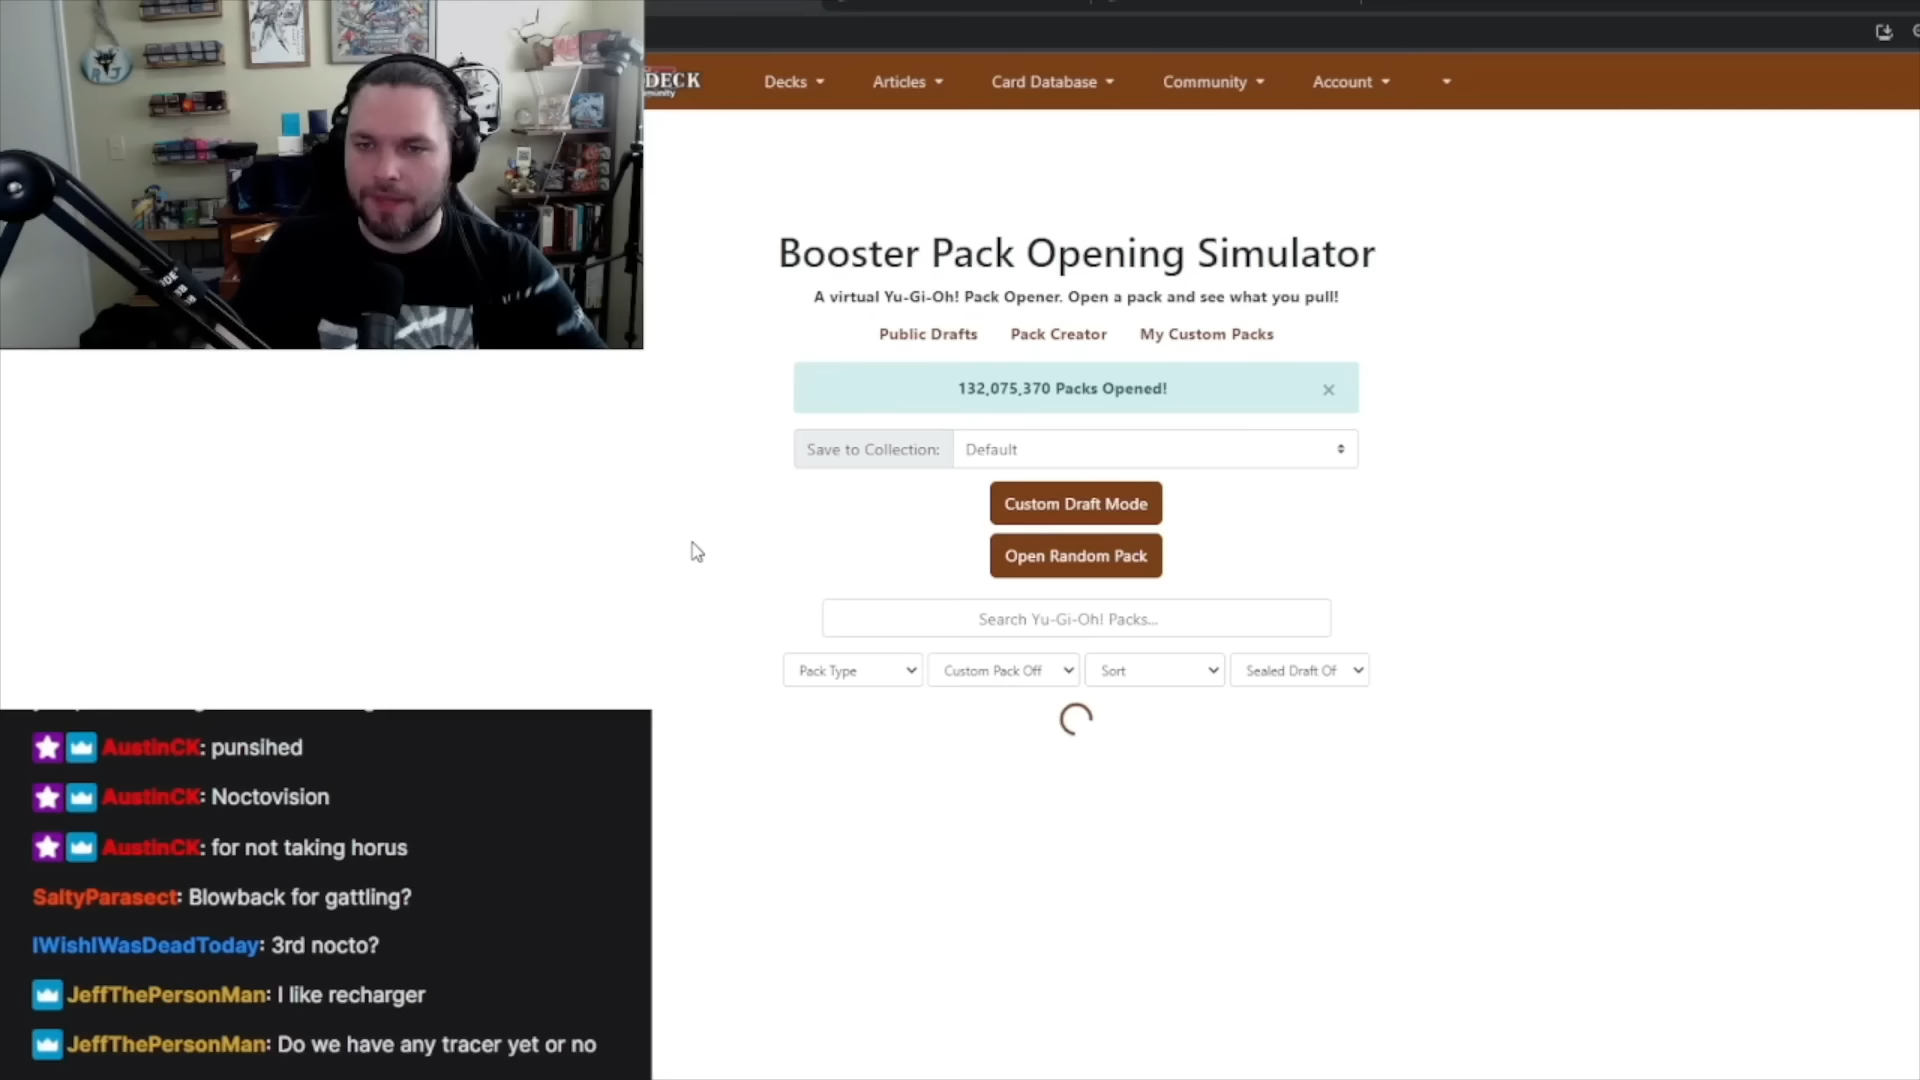 DECK
Decks
Articles
Card Database
Community
Account
Booster Pack Opening Simulator
A virtual Yu-Gi-Oh! Pack Opener. Open a pack and see what you pull!
Public Drafts
Pack Creator
My Custom Packs
132,075,370 Packs Opened!
×
Save to Collection:
Default
Custom Draft Mode
Open Random Pack
Search Yu-Gi-Oh! Packs...
Pack Type
Custom Pack Off
Sort
Sealed Draft Of
AustinCK: punsihed
AustinCK: Noctovision
AustinCK: for not taking horus
SaltyParasect: Blowback for gattling?
IWishIWasDeadToday: 3rd nocto?
JeffThePersonMan: I like recharger
JeffThePersonMan: Do we have any tracer yet or no